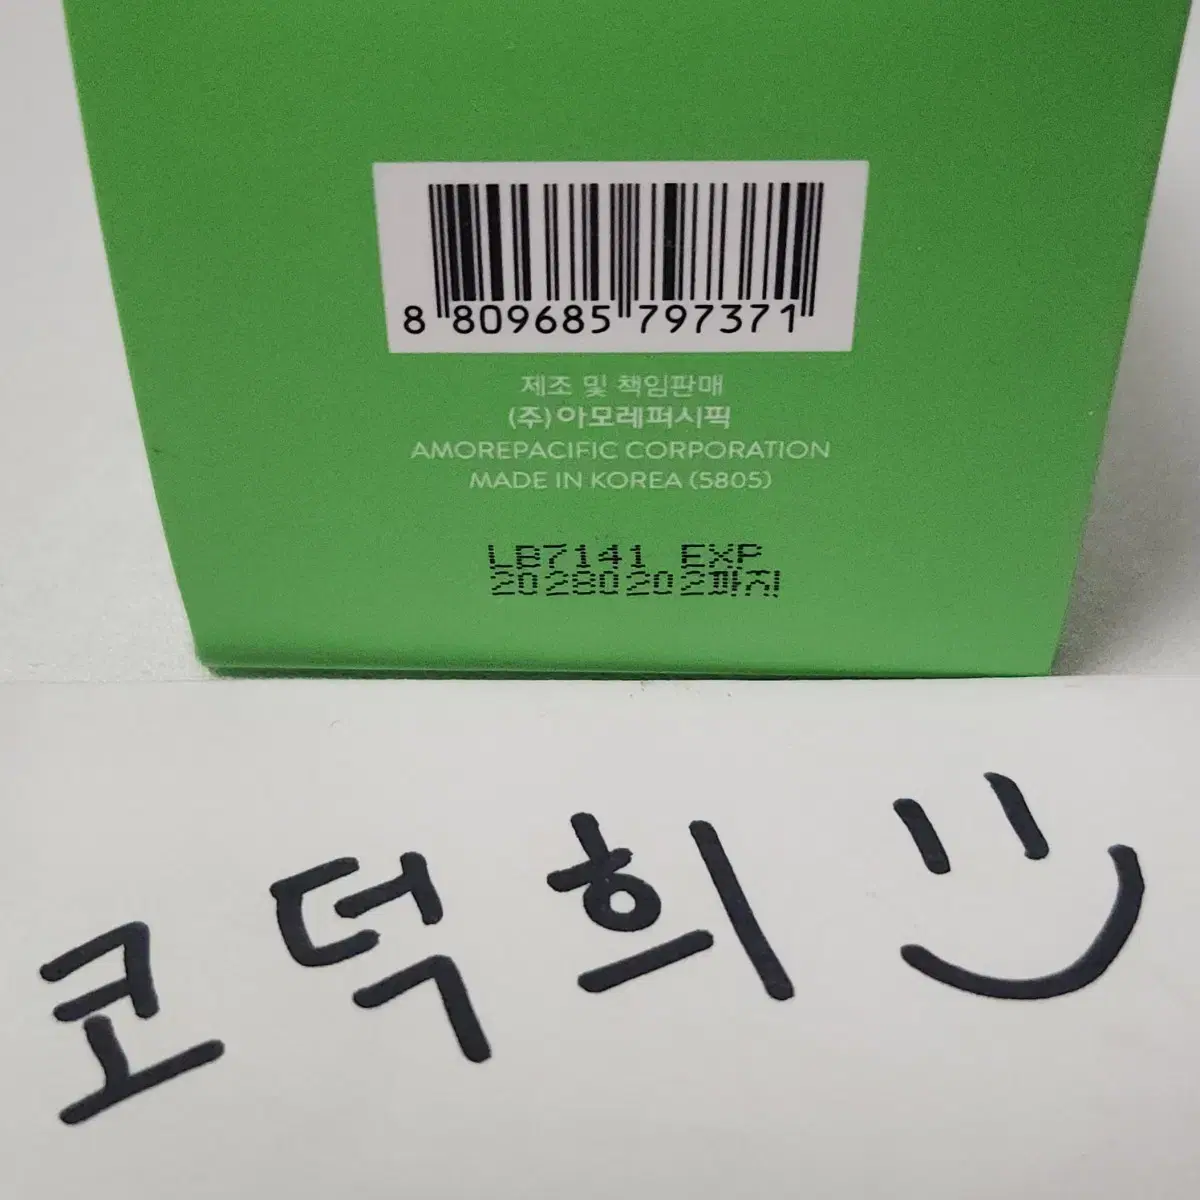 8 809685 797371
제조 및 책임판매
(주)아모레퍼시픽
AMOREPACIFIC CORPORATION
MADE IN KOREA (5805)
LB7141 EXP
20280202까지
코덕희